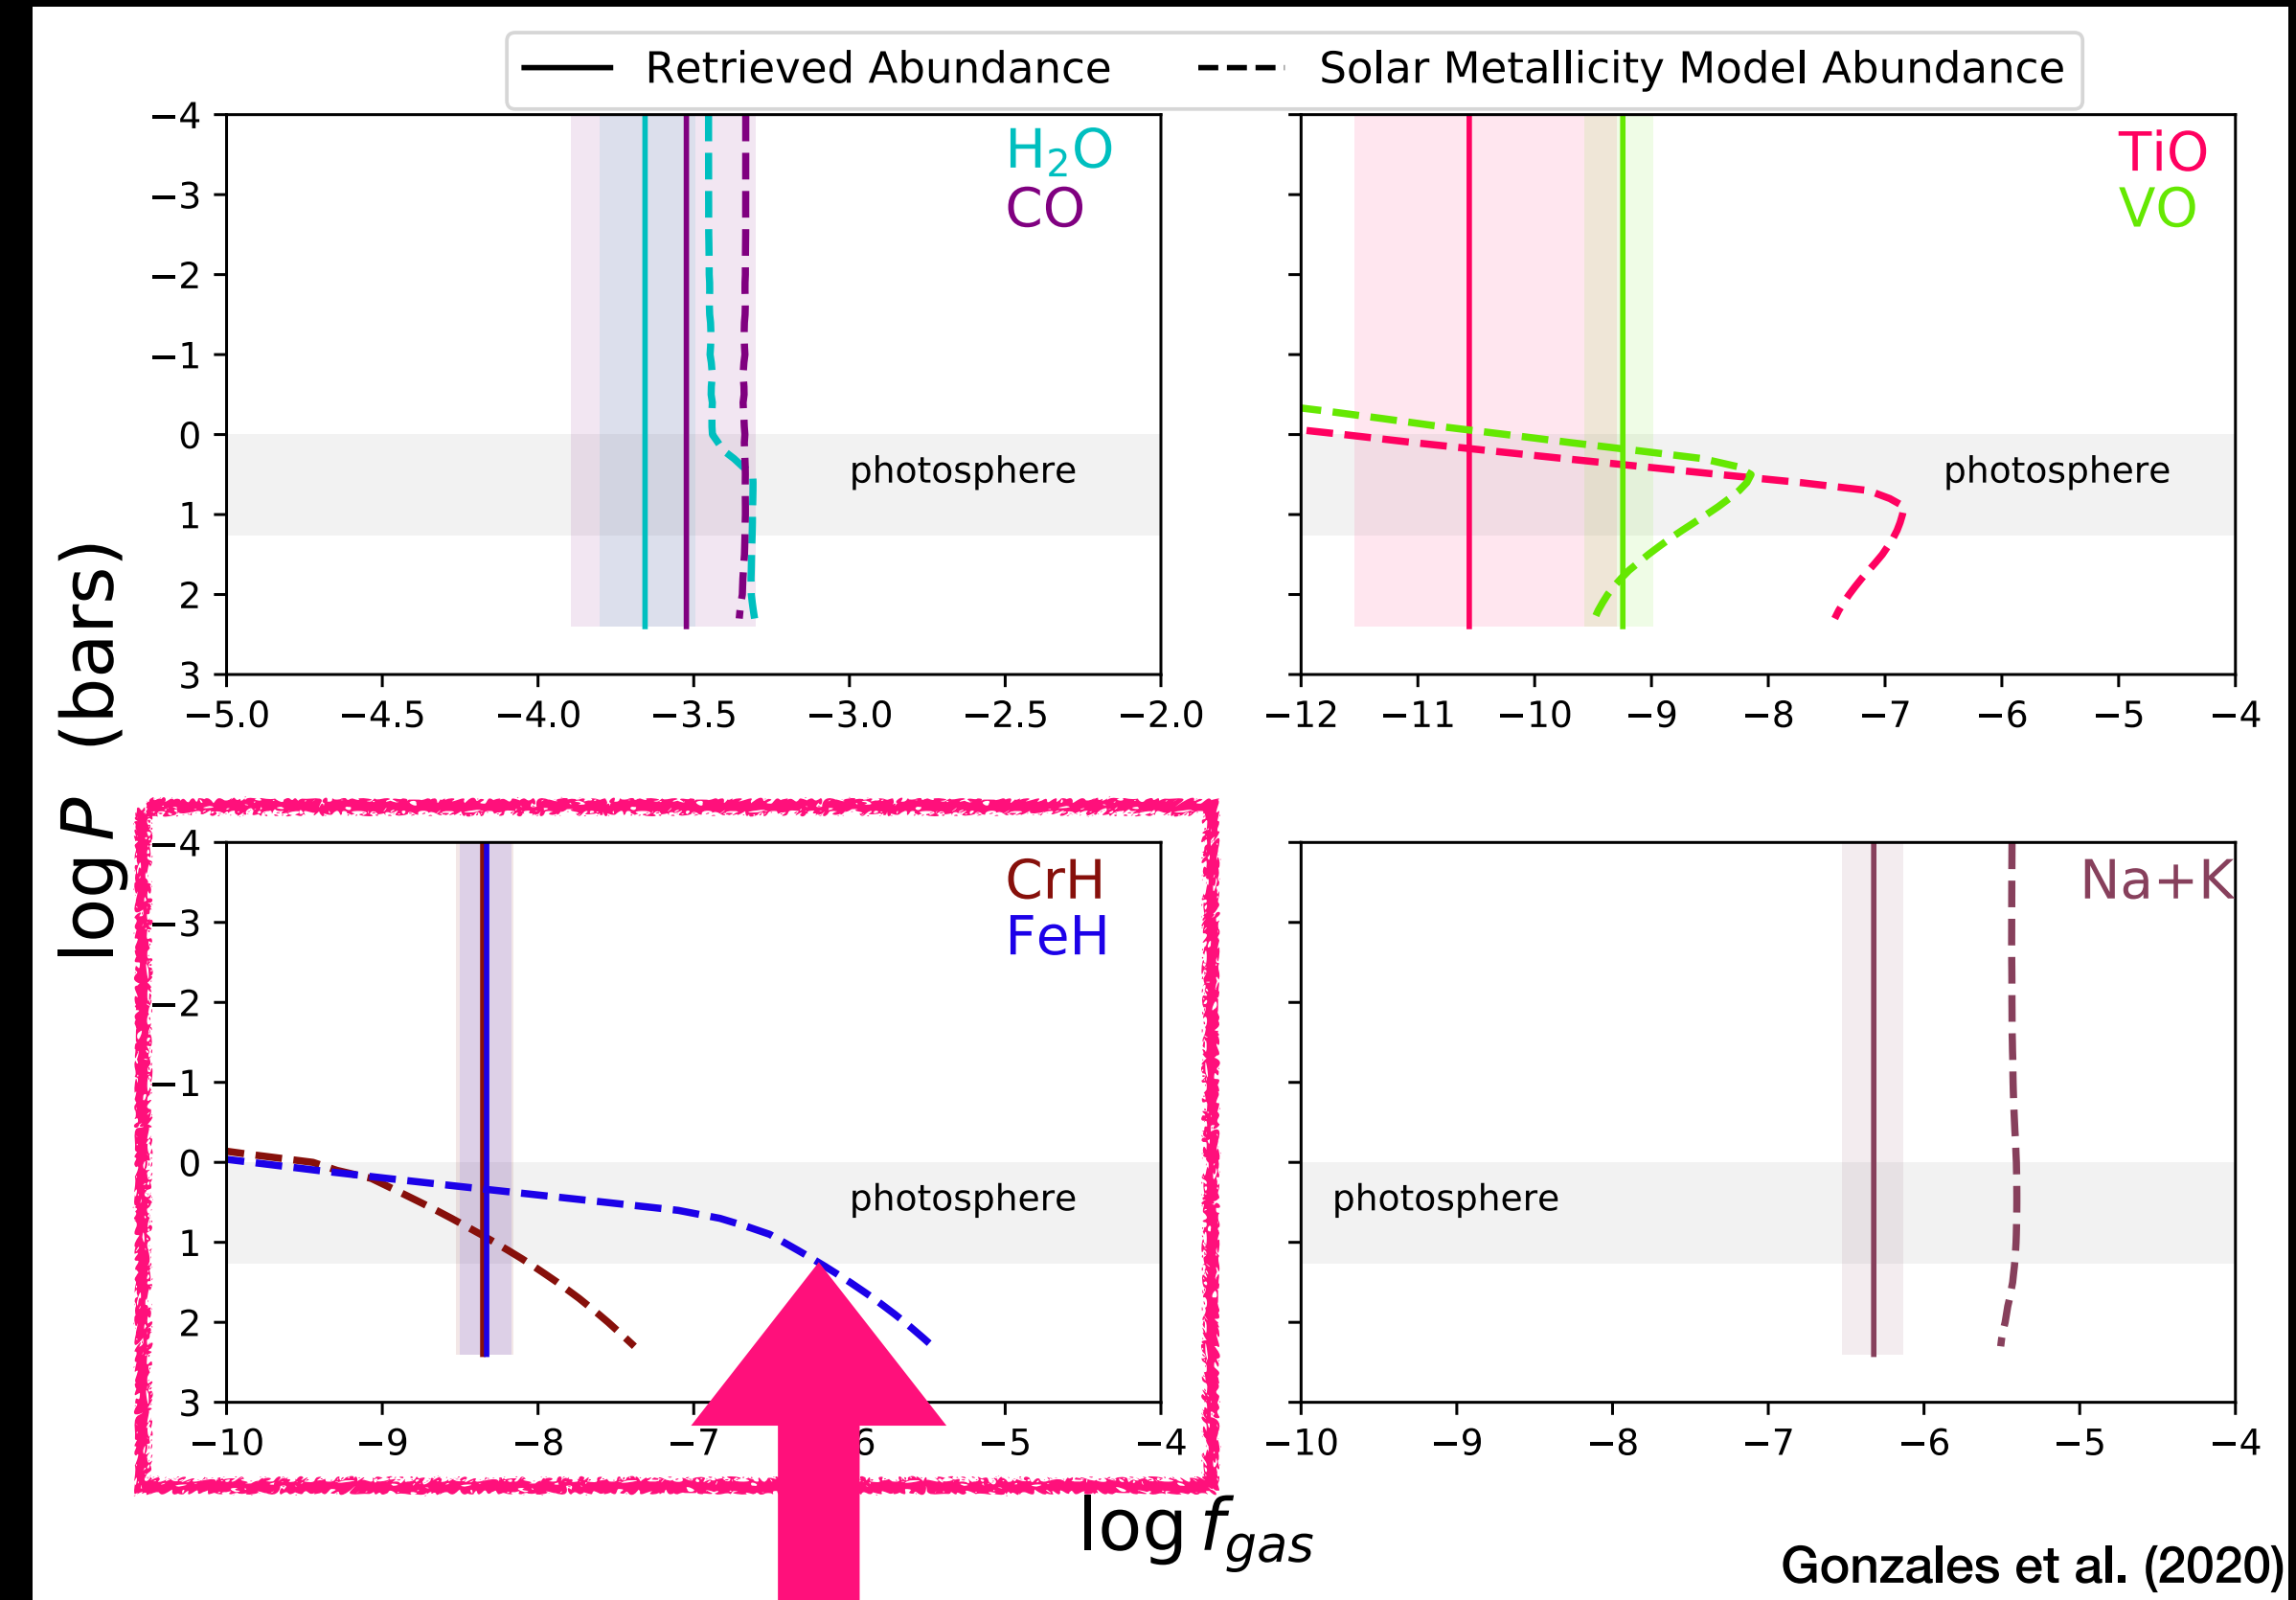 Retrieved Abundance Solar Metallicity Model Abundance
−4
−3
−2
−1
0
1
2
3
H₂O
CO
photosphere
−5.0 −4.5 −4.0 −3.5 −3.0 −2.5 −2.0
TiO
VO
photosphere
−12 −11 −10 −9 −8 −7 −6 −5 −4
log P (bars)
−4
−3
−2
−1
0
1
2
3
CrH
FeH
photosphere
−10 −9 −8 −7 6 −5 −4
Na+K
photosphere
−10 −9 −8 −7 −6 −5 −4
log f_gas
Gonzales et al. (2020)